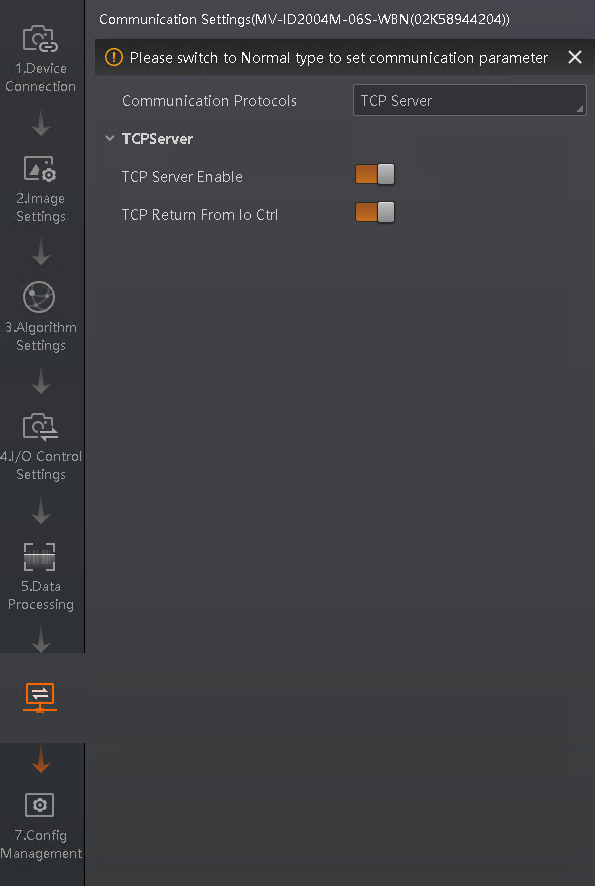 Communication Settings(MV-ID2004M-06S-WBN(02K58944204))
Please switch to Normal type to set communication parameter
Communication Protocols
TCP Server
TCPServer
TCP Server Enable
TCP Return From Io Ctrl
1.Device
Connection
2.Image
Settings
3.Algorithm
Settings
4.I/O Control
Settings
5.Data
Processing
7.Config
Management